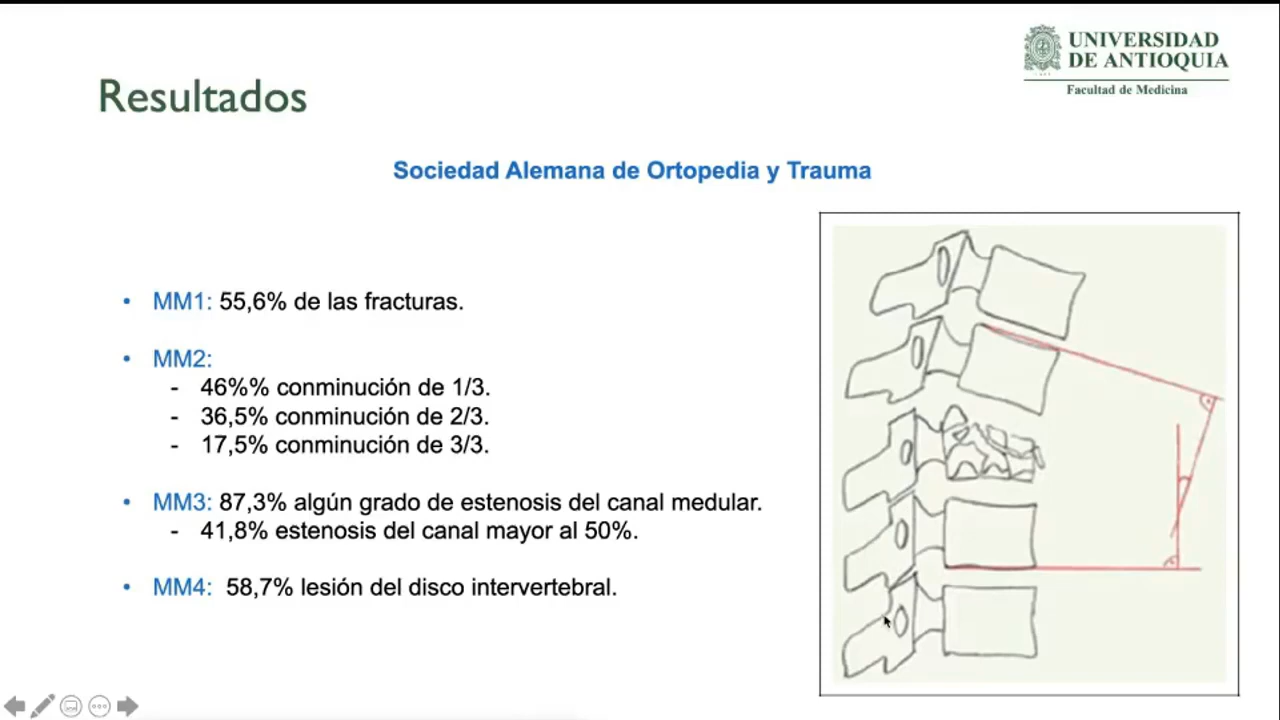 UNIVERSIDAD
DE ANTIOQUIA
Facultad de Medicina
Resultados
Sociedad Alemana de Ortopedia y Trauma
• MM1: 55,6% de las fracturas.
• MM2:
- 46%% conminución de 1/3.
- 36,5% conminución de 2/3.
- 17,5% conminución de 3/3.
• MM3: 87,3% algún grado de estenosis del canal medular.
- 41,8% estenosis del canal mayor al 50%.
• MM4: 58,7% lesión del disco intervertebral.